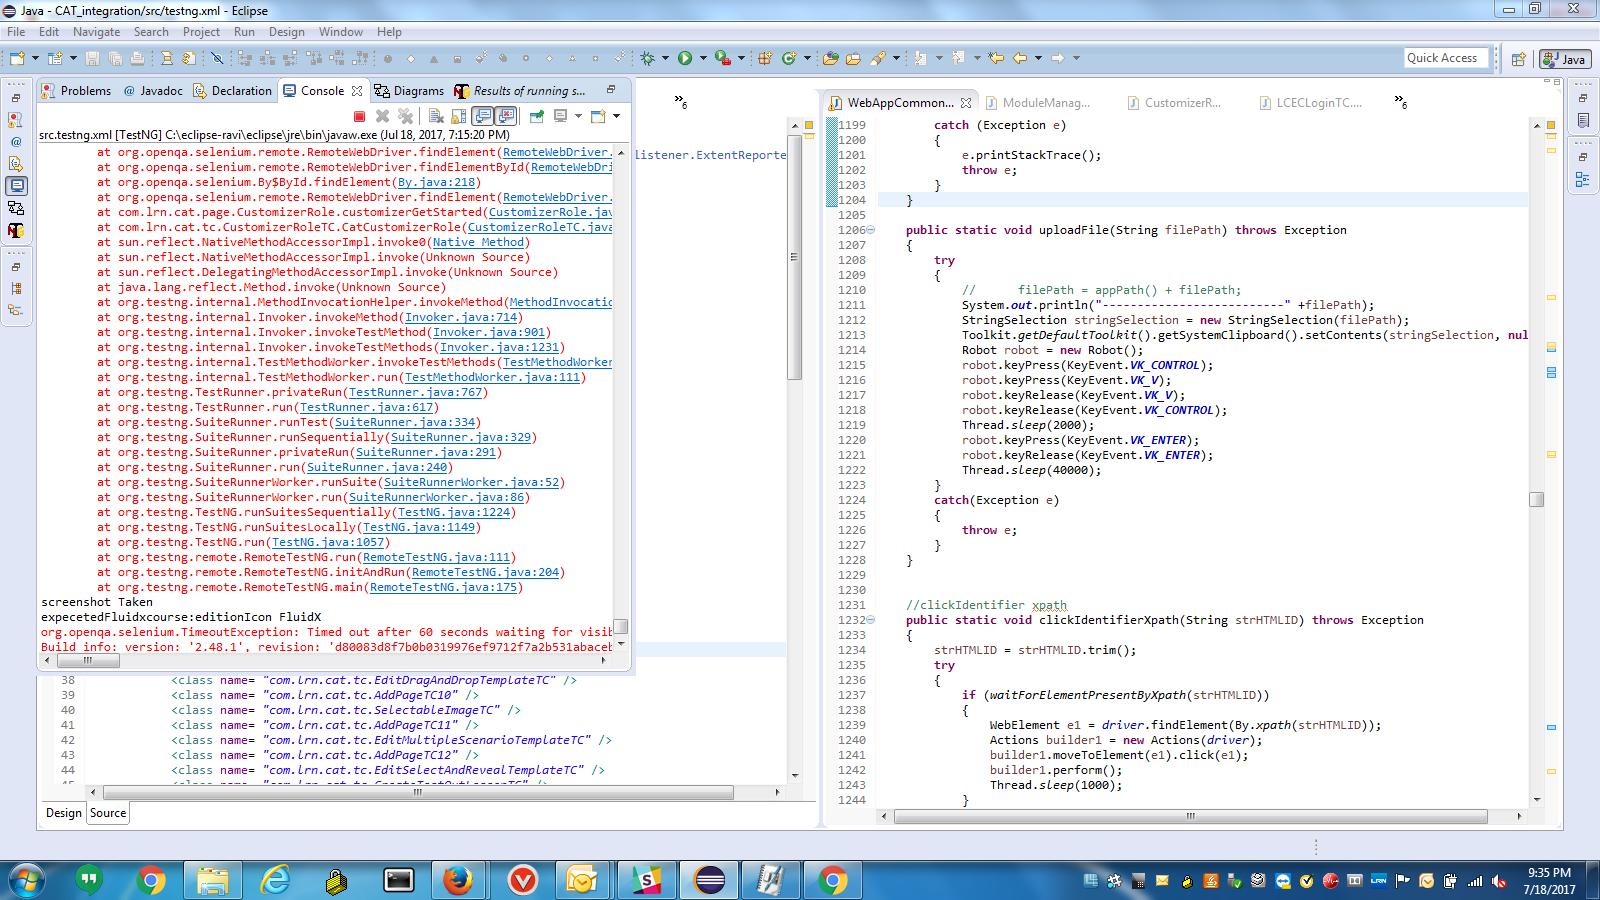 Java - CAT_integration/src/testng.xml - Eclipse
File Edit Navigate Search Project Run Design Window Help
Quick Access
Java
Problems @ Javadoc Declaration Console Diagrams Results of running s...
src.testng.xml [TestNG] C:\eclipse-ravi\eclipse\jre\bin\javaw.exe (Jul 18, 2017, 7:15:20 PM)
at org.openqa.selenium.remote.RemoteWebDriver.findElement(RemoteWebDriver.
at org.openqa.selenium.remote.RemoteWebDriver.findElementById(RemoteWebDri
at org.openqa.selenium.By$ById.findElement(By.java:218)
at org.openqa.selenium.remote.RemoteWebDriver.findElement(RemoteWebDriver.
at com.lrn.cat.page.CustomizerRole.customizerGetStarted(CustomizerRole.jav
at com.lrn.cat.tc.CustomizerRoleTC.CatCustomizerRole(CustomizerRoleTC.java
at sun.reflect.NativeMethodAccessorImpl.invoke0(Native Method)
at sun.reflect.NativeMethodAccessorImpl.invoke(Unknown Source)
at sun.reflect.DelegatingMethodAccessorImpl.invoke(Unknown Source)
at java.lang.reflect.Method.invoke(Unknown Source)
at org.testng.internal.MethodInvocationHelper.invokeMethod(MethodInvocatio
at org.testng.internal.Invoker.invokeMethod(Invoker.java:714)
at org.testng.internal.Invoker.invokeTestMethod(Invoker.java:901)
at org.testng.internal.Invoker.invokeTestMethods(Invoker.java:1231)
at org.testng.internal.TestMethodWorker.invokeTestMethods(TestMethodWorker
at org.testng.internal.TestMethodWorker.run(TestMethodWorker.java:111)
at org.testng.TestRunner.privateRun(TestRunner.java:767)
at org.testng.TestRunner.run(TestRunner.java:617)
at org.testng.SuiteRunner.runTest(SuiteRunner.java:334)
at org.testng.SuiteRunner.runSequentially(SuiteRunner.java:329)
at org.testng.SuiteRunner.privateRun(SuiteRunner.java:291)
at org.testng.SuiteRunner.run(SuiteRunner.java:240)
at org.testng.SuiteRunnerWorker.runSuite(SuiteRunnerWorker.java:52)
at org.testng.SuiteRunnerWorker.run(SuiteRunnerWorker.java:86)
at org.testng.TestNG.runSuitesSequentially(TestNG.java:1224)
at org.testng.TestNG.runSuitesLocally(TestNG.java:1149)
at org.testng.TestNG.run(TestNG.java:1057)
at org.testng.remote.RemoteTestNG.run(RemoteTestNG.java:111)
at org.testng.remote.RemoteTestNG.initAndRun(RemoteTestNG.java:204)
at org.testng.remote.RemoteTestNG.main(RemoteTestNG.java:175)
screenshot Taken
expecetedFluidxcourse:editionIcon FluidX
org.openqa.selenium.TimeoutException: Timed out after 60 seconds waiting for visib
Build info: version: '2.48.1', revision: 'd80083d8f7b0b0319976ef9712f7a2b531abaceb
»6
listener.ExtentReporte
38 <class name= "com.lrn.cat.tc.EditDragAndDropTemplateTC" />
39 <class name= "com.lrn.cat.tc.AddPageTC10" />
40 <class name= "com.lrn.cat.tc.SelectableImageTC" />
41 <class name= "com.lrn.cat.tc.AddPageTC11" />
42 <class name= "com.lrn.cat.tc.EditMultipleScenarioTemplateTC" />
43 <class name= "com.lrn.cat.tc.AddPageTC12" />
44 <class name= "com.lrn.cat.tc.EditSelectAndRevealTemplateTC" />
Design Source
WebAppCommon... ModuleManag... CustomizerR... LCECLoginTC.... »6
1199 catch (Exception e)
1200 {
1201 e.printStackTrace();
1202 throw e;
1203 }
1204 }
1205
1206 public static void uploadFile(String filePath) throws Exception
1207 {
1208 try
1209 {
1210 // filePath = appPath() + filePath;
1211 System.out.println("--------------------------" +filePath);
1212 StringSelection stringSelection = new StringSelection(filePath);
1213 Toolkit.getDefaultToolkit().getSystemClipboard().setContents(stringSelection, nul
1214 Robot robot = new Robot();
1215 robot.keyPress(KeyEvent.VK_CONTROL);
1216 robot.keyPress(KeyEvent.VK_V);
1217 robot.keyRelease(KeyEvent.VK_V);
1218 robot.keyRelease(KeyEvent.VK_CONTROL);
1219 Thread.sleep(2000);
1220 robot.keyPress(KeyEvent.VK_ENTER);
1221 robot.keyRelease(KeyEvent.VK_ENTER);
1222 Thread.sleep(40000);
1223 }
1224 catch(Exception e)
1225 {
1226 throw e;
1227 }
1228 }
1229
1230
1231 //clickIdentifier xpath
1232 public static void clickIdentifierXpath(String strHTMLID) throws Exception
1233 {
1234 strHTMLID = strHTMLID.trim();
1235 try
1236 {
1237 if (waitForElementPresentByXpath(strHTMLID))
1238 {
1239 WebElement e1 = driver.findElement(By.xpath(strHTMLID));
1240 Actions builder1 = new Actions(driver);
1241 builder1.moveToElement(e1).click(e1);
1242 builder1.perform();
1243 Thread.sleep(1000);
1244 }
LRN
9:35 PM
7/18/2017